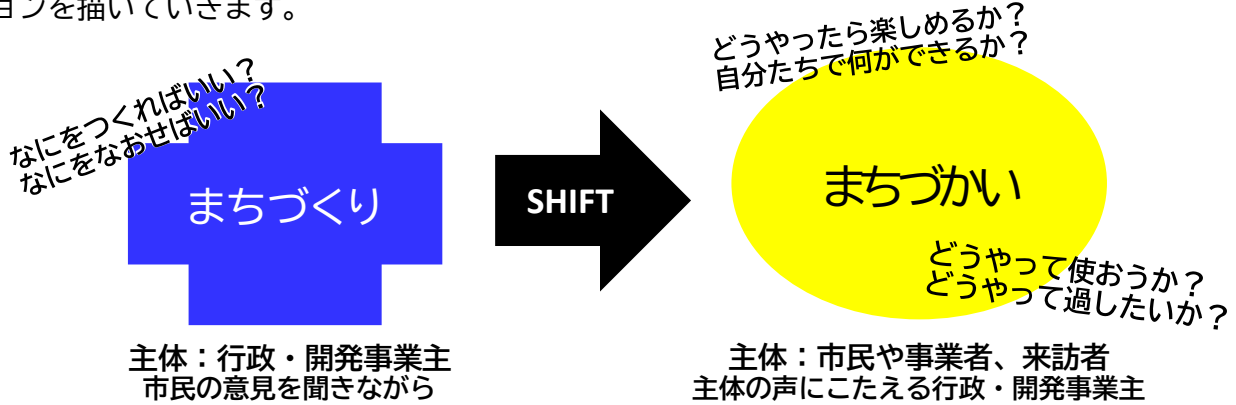 ョンを描いていきます。
なにをつくればいい？
なにをなおせばいい？
まちづくり
主体：行政・開発事業主
市民の意見を聞きながら
SHIFT
どうやったら楽しめるか？
自分たちで何ができるか？
まちづかい
どうやって使おうか？
どうやって過したいか？
主体：市民や事業者、来訪者
主体の声にこたえる行政・開発事業主